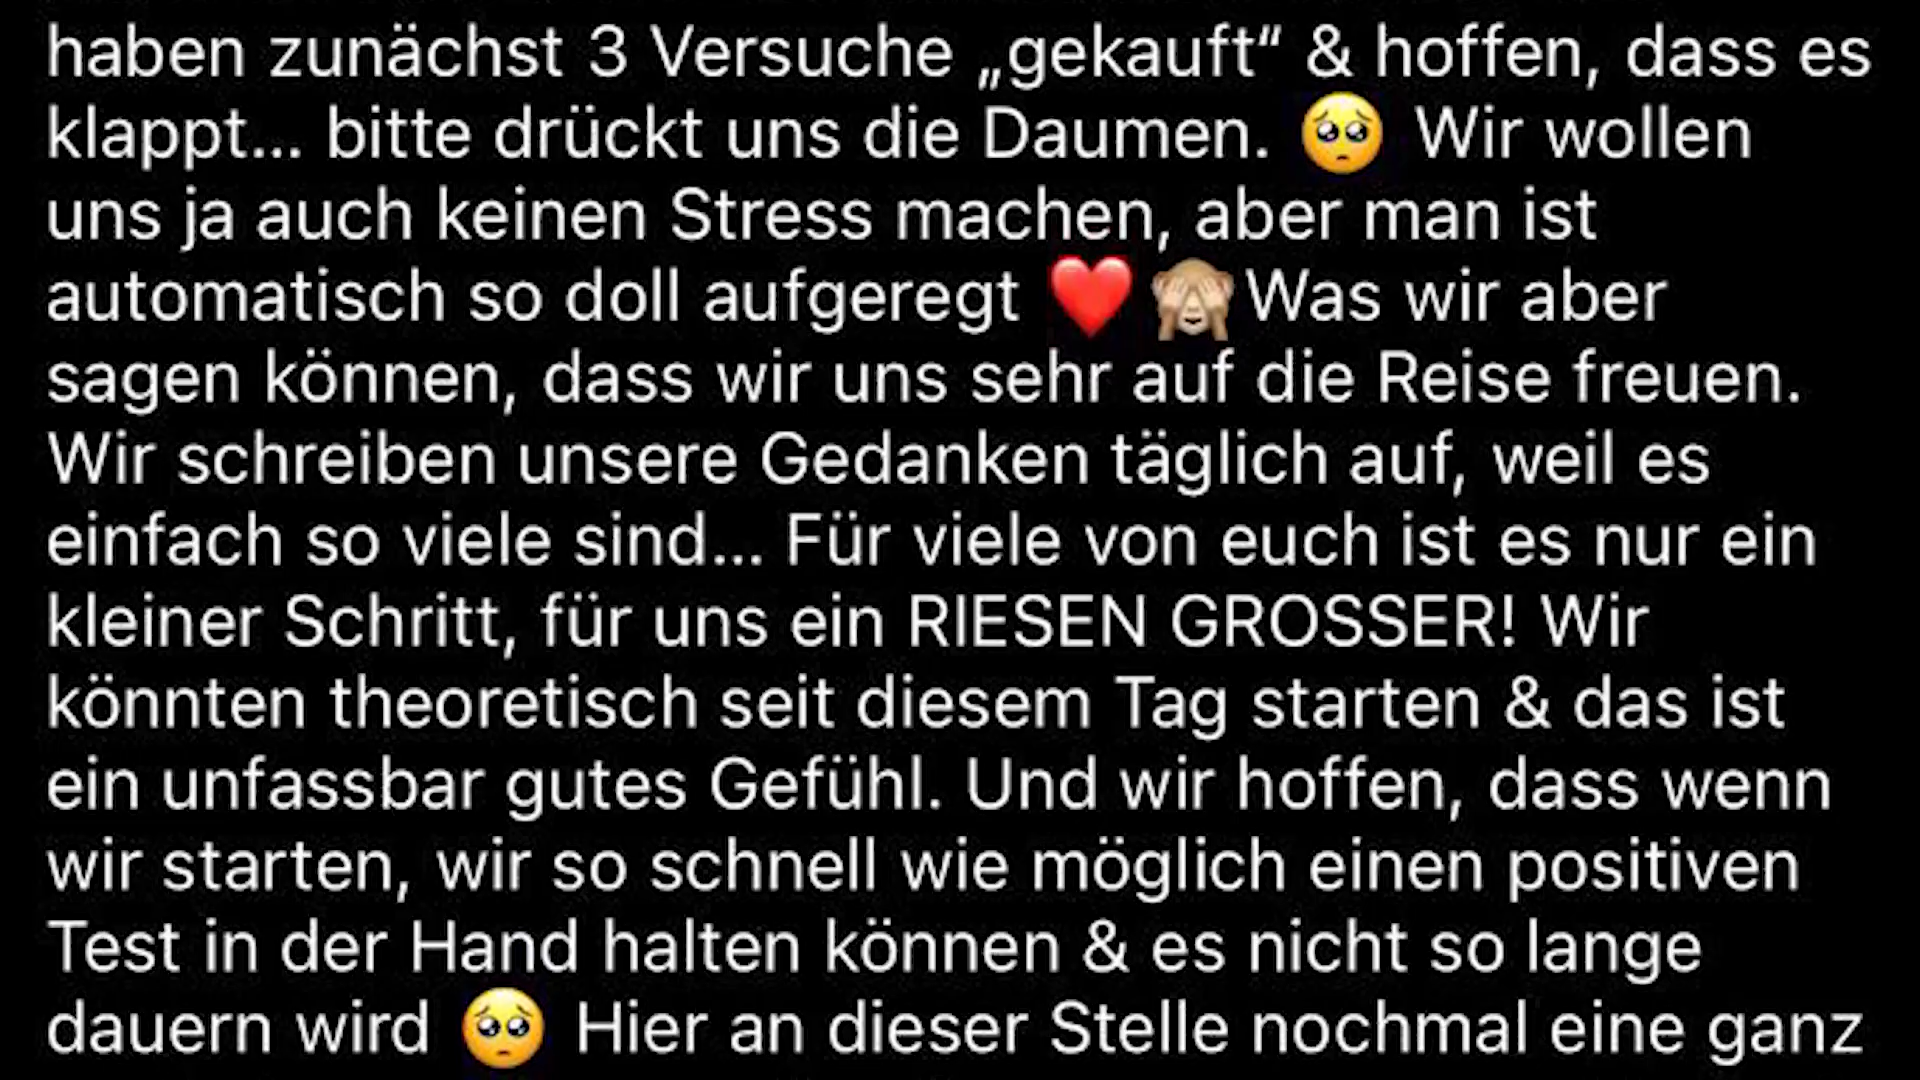 haben zunächst 3 Versuche „gekauft“ & hoffen, dass es
klappt... bitte drückt uns die Daumen. 🥺 Wir wollen
uns ja auch keinen Stress machen, aber man ist
automatisch so doll aufgeregt ❤️ 🙈Was wir aber
sagen können, dass wir uns sehr auf die Reise freuen.
Wir schreiben unsere Gedanken täglich auf, weil es
einfach so viele sind... Für viele von euch ist es nur ein
kleiner Schritt, für uns ein RIESEN GROSSER! Wir
könnten theoretisch seit diesem Tag starten & das ist
ein unfassbar gutes Gefühl. Und wir hoffen, dass wenn
wir starten, wir so schnell wie möglich einen positiven
Test in der Hand halten können & es nicht so lange
dauern wird 🥺 Hier an dieser Stelle nochmal eine ganz